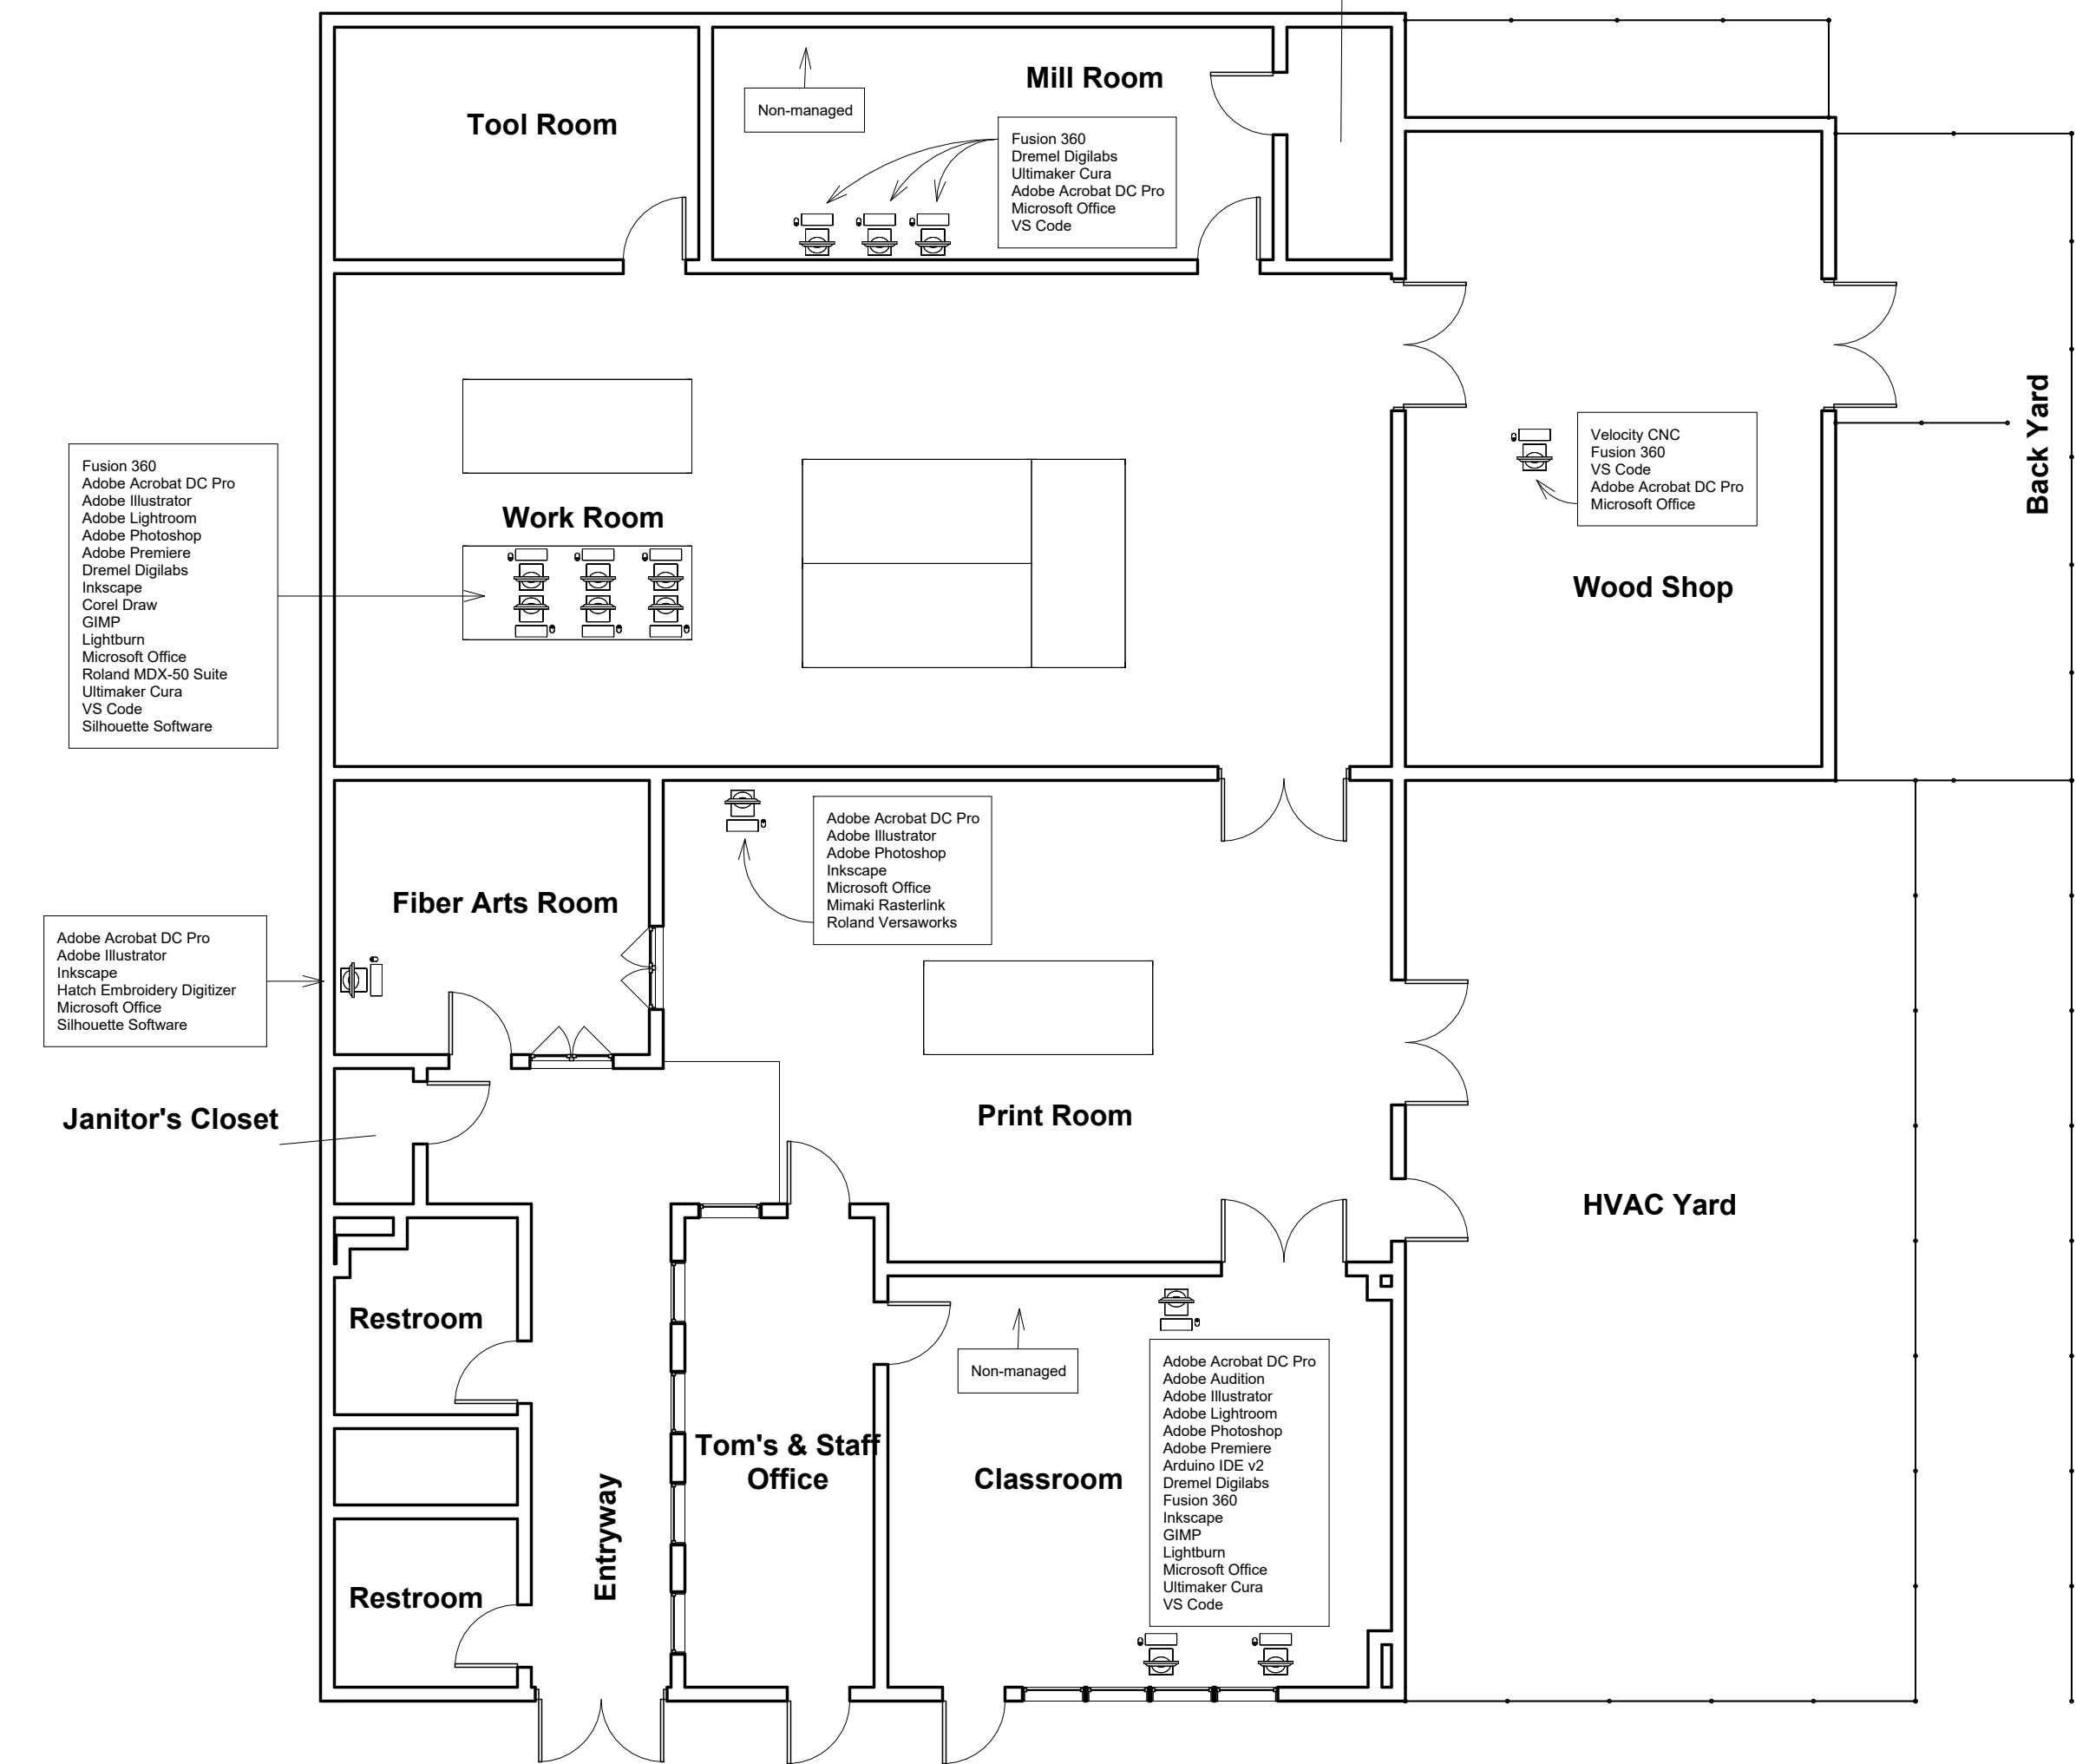 Tool Room
Non-managed
Mill Room
Fusion 360
Dremel Digilabs
Ultimaker Cura
Adobe Acrobat DC Pro
Microsoft Office
VS Code
Back Yard
Velocity CNC
Fusion 360
VS Code
Adobe Acrobat DC Pro
Microsoft Office
Wood Shop
Fusion 360
Adobe Acrobat DC Pro
Adobe Illustrator
Adobe Lightroom
Adobe Photoshop
Adobe Premiere
Dremel Digilabs
Inkscape
Corel Draw
GIMP
Lightburn
Microsoft Office
Roland MDX-50 Suite
Ultimaker Cura
VS Code
Silhouette Software
Work Room
Adobe Acrobat DC Pro
Adobe Illustrator
Adobe Photoshop
Inkscape
Microsoft Office
Mimaki Rasterlink
Roland Versaworks
Fiber Arts Room
Adobe Acrobat DC Pro
Adobe Illustrator
Inkscape
Hatch Embroidery Digitizer
Microsoft Office
Silhouette Software
Janitor's Closet
Print Room
HVAC Yard
Restroom
Non-managed
Adobe Acrobat DC Pro
Adobe Audition
Adobe Illustrator
Adobe Lightroom
Adobe Photoshop
Adobe Premiere
Arduino IDE v2
Dremel Digilabs
Fusion 360
Inkscape
GIMP
Lightburn
Microsoft Office
Ultimaker Cura
VS Code
Tom's & Staff
Office
Classroom
Entryway
Restroom